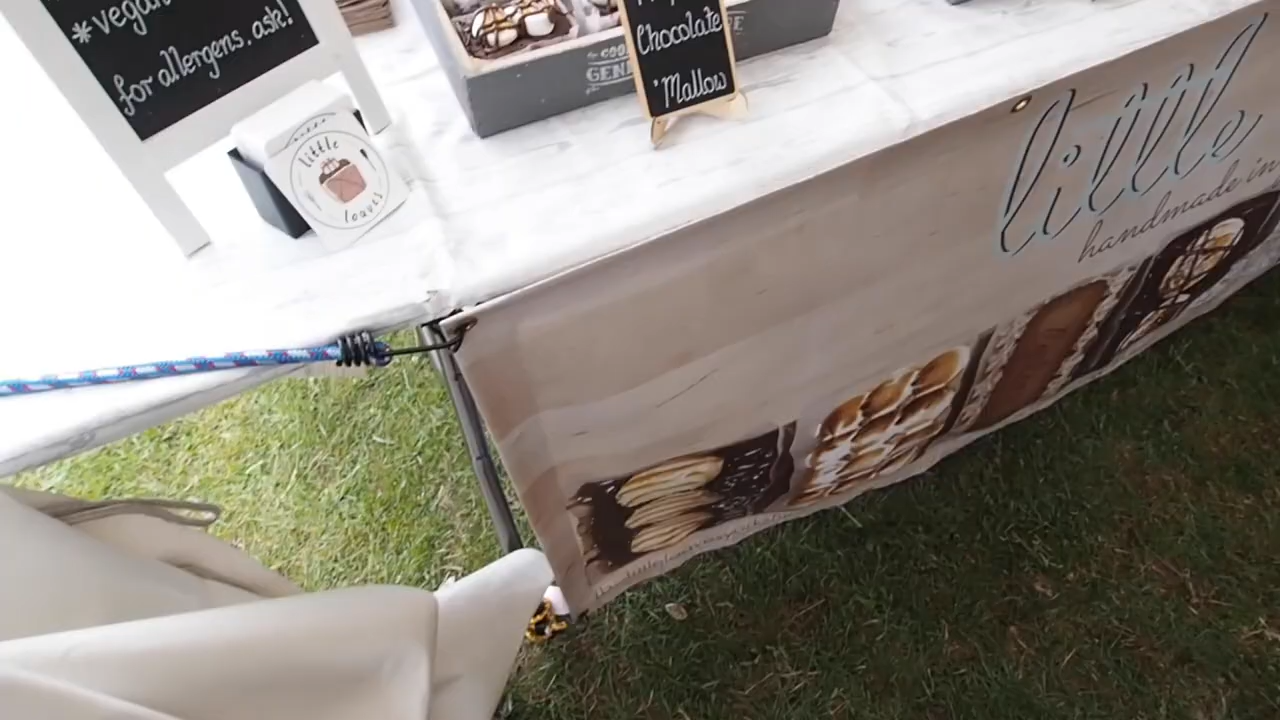 *vegan
for allergens, ask!
Chocolate
'Mallow
little
loaves
little
handmade in